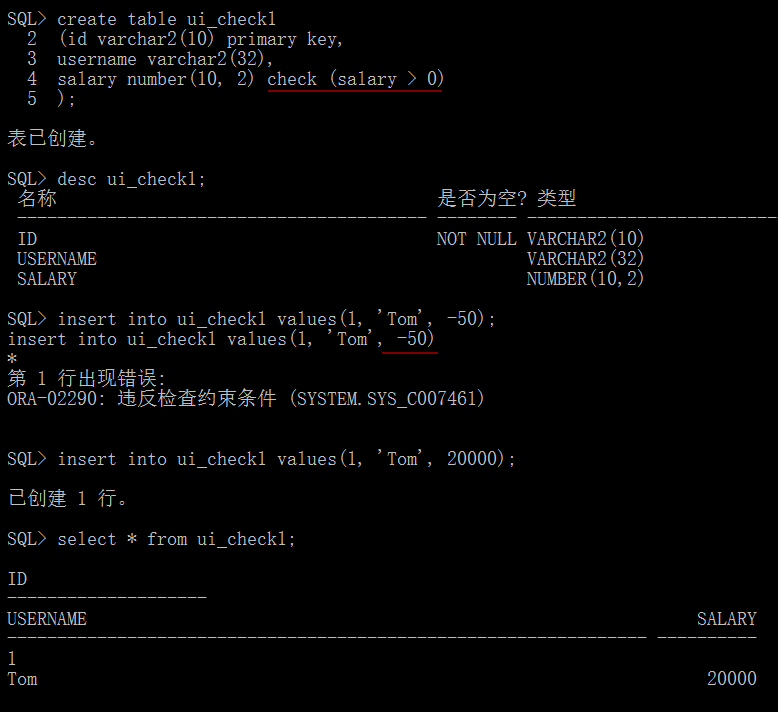 SQL> create table ui_check1
  2  (id varchar2(10) primary key,
  3  username varchar2(32),
  4  salary number(10, 2) check (salary > 0)
  5  );
表已创建。
SQL> desc ui_check1;
 名称                                      是否为空? 类型
 ----------------------------------------- -------- -------------------------
 ID                                        NOT NULL VARCHAR2(10)
 USERNAME                                           VARCHAR2(32)
 SALARY                                             NUMBER(10,2)
SQL> insert into ui_check1 values(1, 'Tom', -50);
insert into ui_check1 values(1, 'Tom', -50)
*
第 1 行出现错误:
ORA-02290: 违反检查约束条件 (SYSTEM.SYS_C007461)
SQL> insert into ui_check1 values(1, 'Tom', 20000);
已创建 1 行。
SQL> select * from ui_check1;
ID
--------------------
USERNAME                                                             SALARY
---------------------------------------------------------------- ----------
1
Tom                                                                   20000